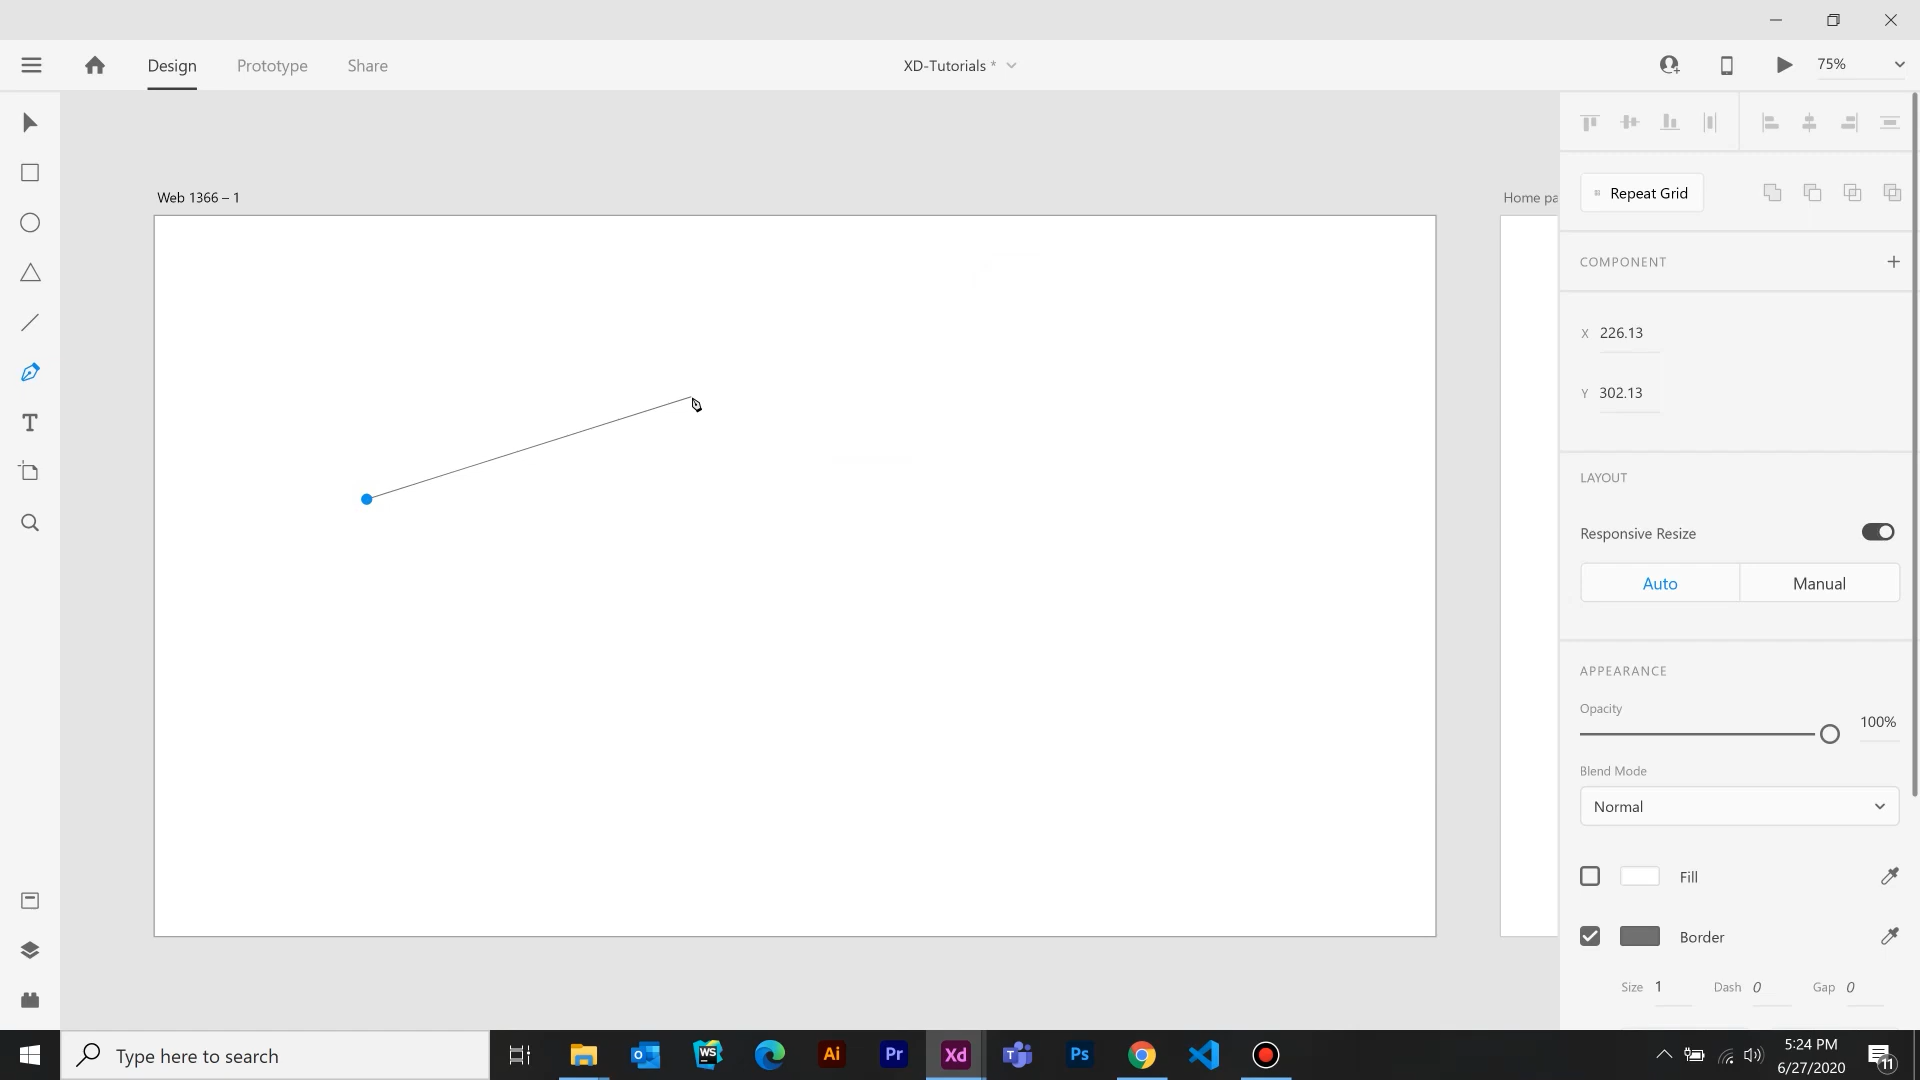 Design
Prototype
Share
XD-Tutorials *
75%
Web 1366 – 1
Home pa
Repeat Grid
COMPONENT
X 226.13
Y 302.13
LAYOUT
Responsive Resize
Auto
Manual
APPEARANCE
Opacity
100%
Blend Mode
Normal
Fill
Border
Size 1
Dash 0
Gap 0
T
Type here to search
O
WS
Ai
Pr
Xd
T
Ps
5:24 PM
6/27/2020
11